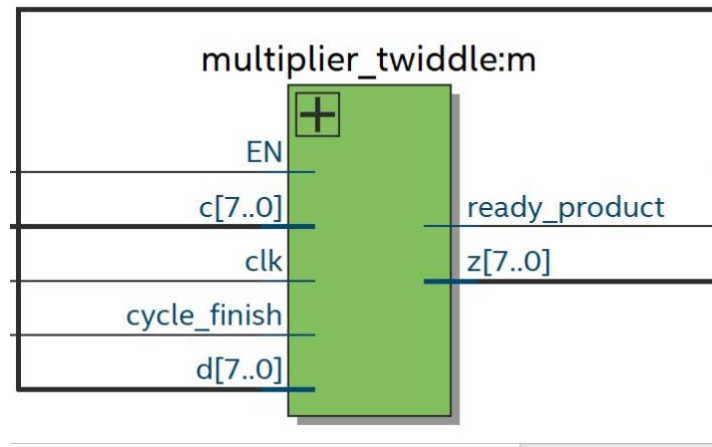 multiplier_twiddle:m
EN
c[7..0]
ready_product
clk
z[7..0]
cycle_finish
d[7..0]